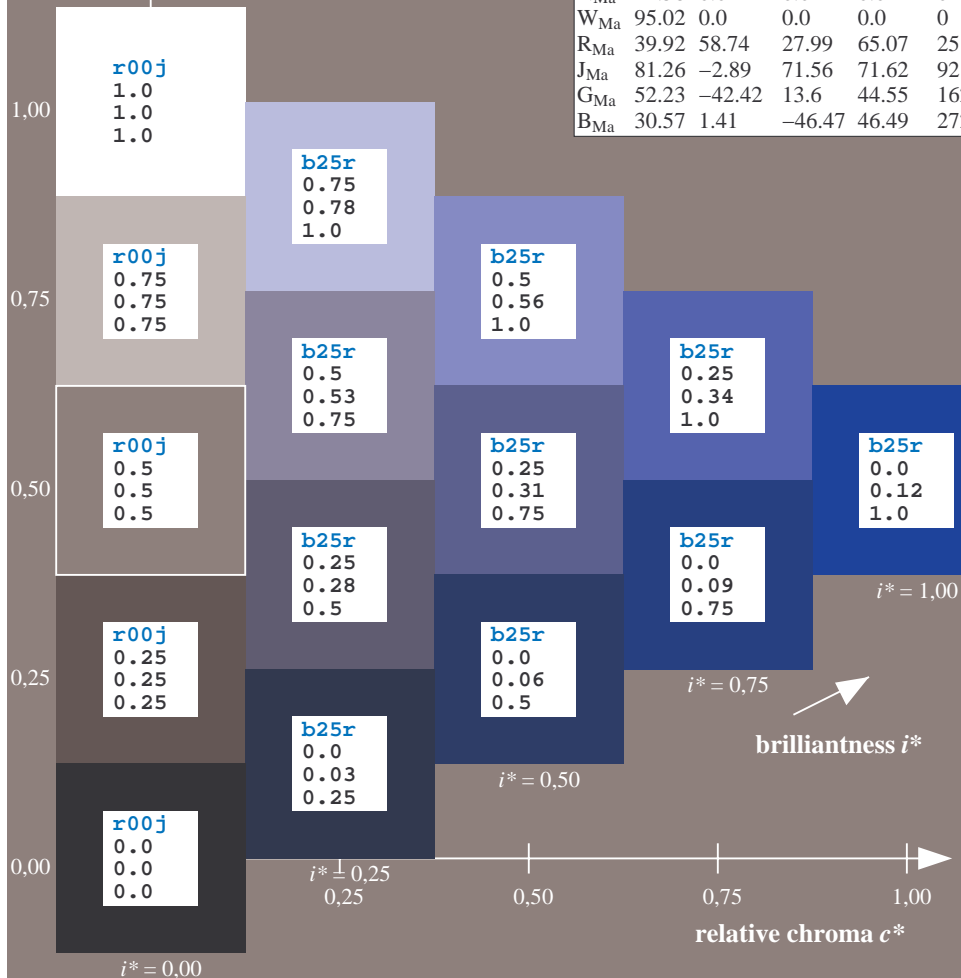 W_Ma 95.02 0.0 0.0 0.0 0
R_Ma 39.92 58.74 27.99 65.07 25
J_Ma 81.26 −2.89 71.56 71.62 92
G_Ma 52.23 −42.42 13.6 44.55
B_Ma 30.57 1.41 −46.47 46.49
1,00
r00j
1.0
1.0
1.0
b25r
0.75
0.78
1.0
0,75
r00j
0.75
0.75
0.75
b25r
0.5
0.56
1.0
b25r
0.5
0.53
0.75
b25r
0.25
0.34
1.0
0,50
r00j
0.5
0.5
0.5
b25r
0.25
0.31
0.75
b25r
0.0
0.12
1.0
i* = 1,00
b25r
0.25
0.28
0.5
b25r
0.0
0.09
0.75
i* = 0,75
0,25
r00j
0.25
0.25
0.25
b25r
0.0
0.06
0.5
i* = 0,50
brilliantness i*
b25r
0.0
0.03
0.25
i* = 0,25
0,00
r00j
0.0
0.0
0.0
i* = 0,00
0,25 0,50 0,75 1,00
relative chroma c*